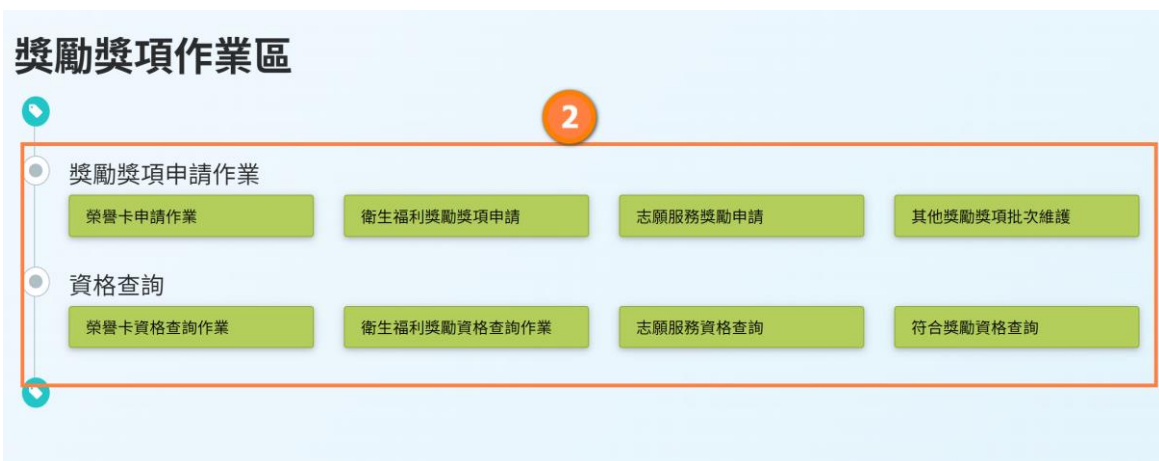 獎勵獎項作業區
2
獎勵獎項申請作業
榮譽卡申請作業
衛生福利獎勵獎項申請
志願服務獎勵申請
其他獎勵獎項批次維護
資格查詢
榮譽卡資格查詢作業
衛生福利獎勵資格查詢作業
志願服務資格查詢
符合獎勵資格查詢